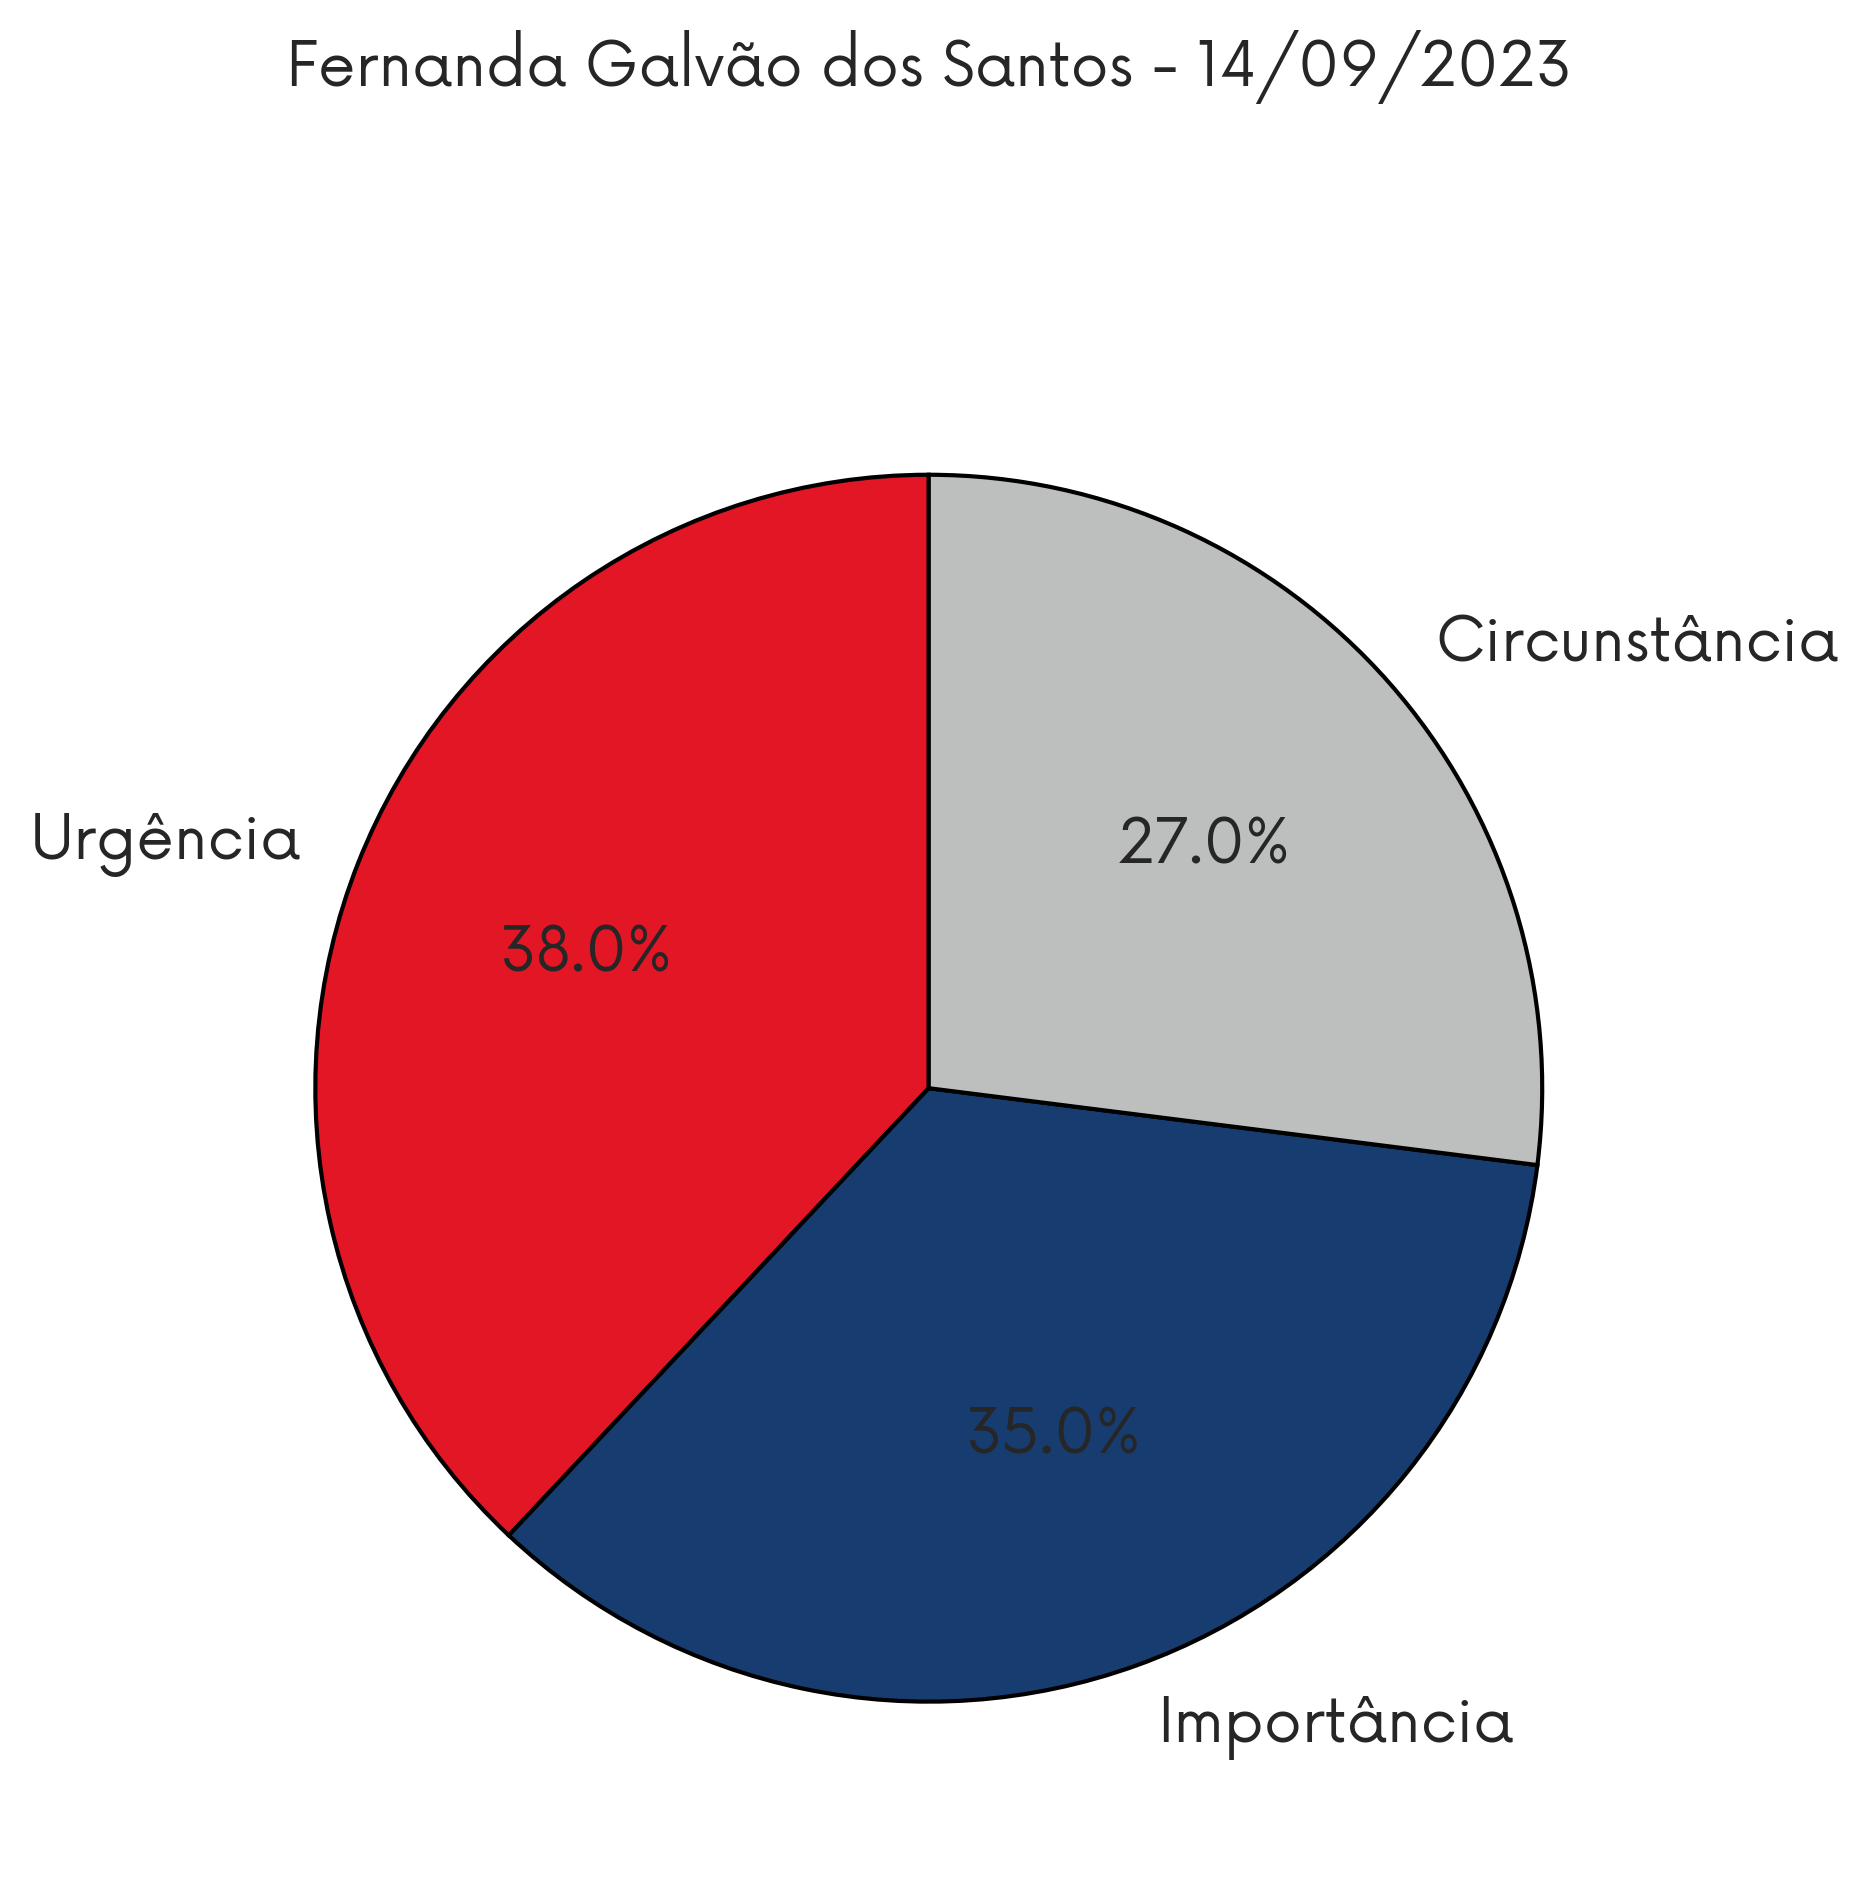 Fernanda Galvão dos Santos - 14/09/2023
Circunstância
Urgência
27.0%
38.0%
35.0%
Importância